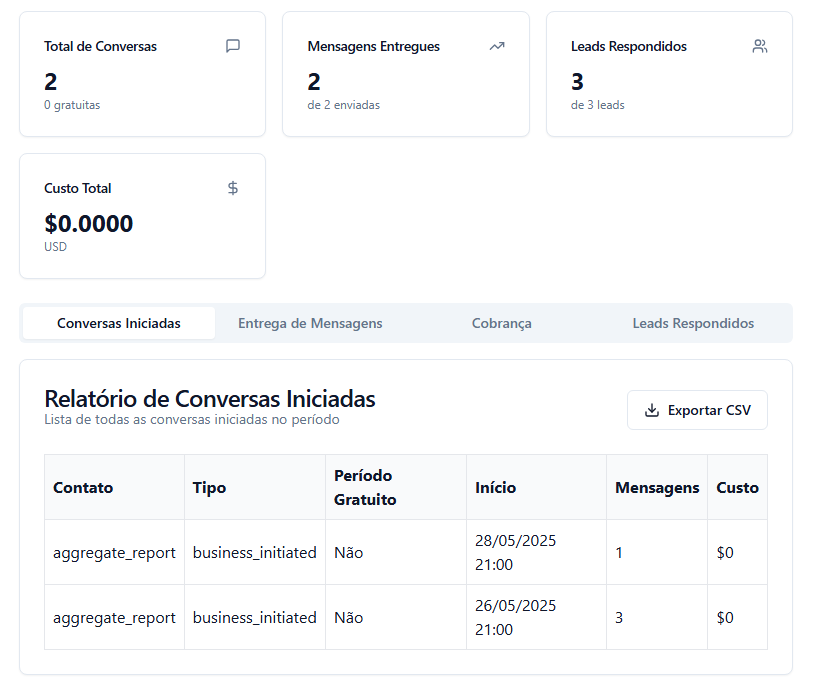 Total de Conversas
2
0 gratuitas
Mensagens Entregues
2
de 2 enviadas
Leads Respondidos
3
de 3 leads
Custo Total
$0.0000
USD
Conversas Iniciadas
Entrega de Mensagens
Cobrança
Leads Respondidos
Relatório de Conversas Iniciadas
Lista de todas as conversas iniciadas no período
Exportar CSV
Contato Tipo Período Gratuito Início Mensagens Custo
aggregate_report business_initiated Não 28/05/2025 21:00 1 $0
aggregate_report business_initiated Não 26/05/2025 21:00 3 $0